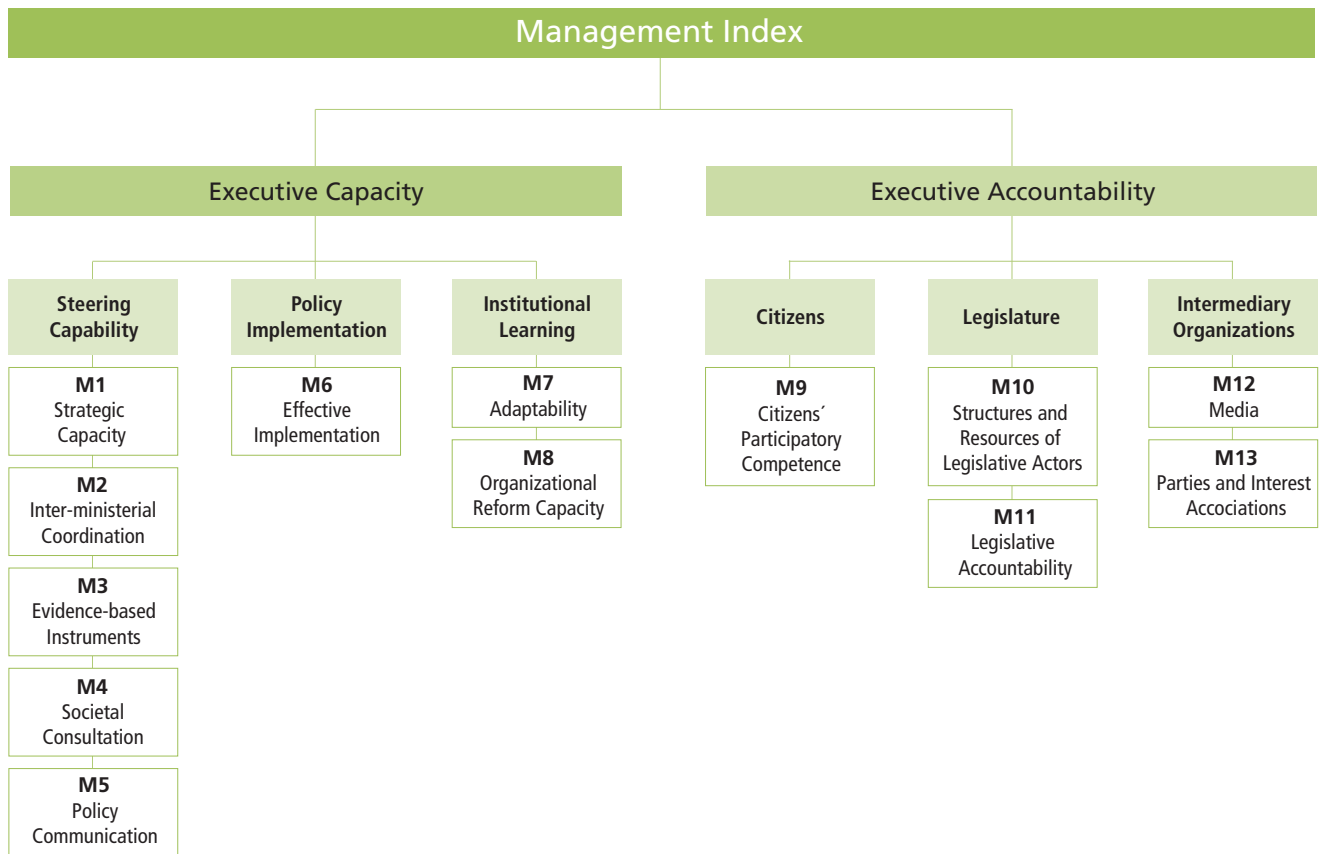 Management Index
Executive Capacity
Executive Accountability
Steering
Capability
Policy
Implementation
Institutional
Learning
Citizens
Legislature
Intermediary
Organizations
M1
Strategic
Capacity
M2
Inter-ministerial
Coordination
M3
Evidence-based
Instruments
M4
Societal
Consultation
M5
Policy
Communication
M6
Effective
Implementation
M7
Adaptability
M8
Organizational
Reform Capacity
M9
Citizens´
Participatory
Competence
M10
Structures and
Resources of
Legislative Actors
M11
Legislative
Accountability
M12
Media
M13
Parties and Interest
Accociations